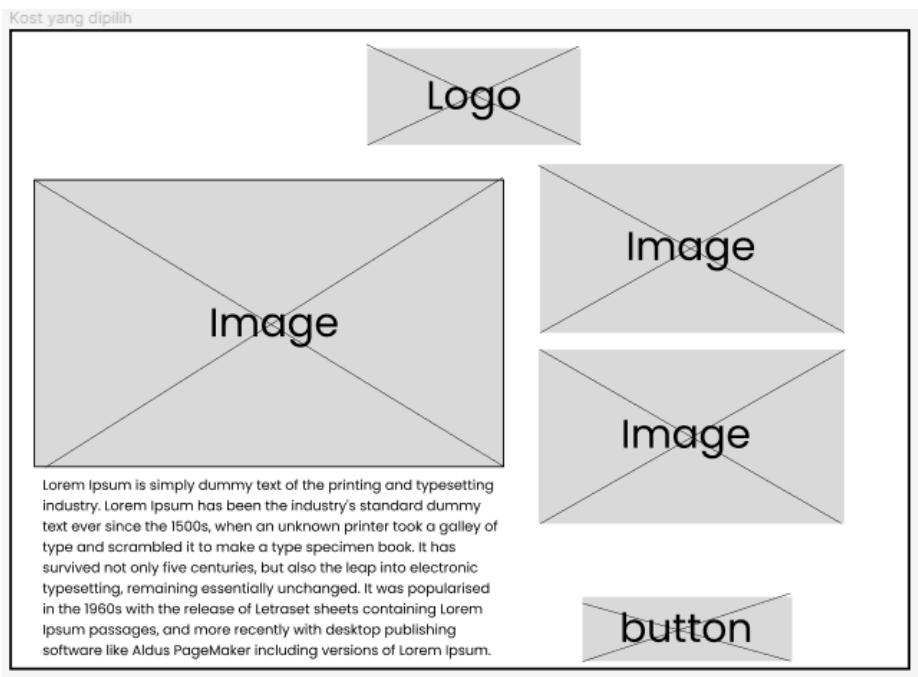 Kost yang dipilih
Logo
Image
Image
Image
Lorem Ipsum is simply dummy text of the printing and typesetting
industry. Lorem Ipsum has been the industry's standard dummy
text ever since the 1500s, when an unknown printer took a galley of
type and scrambled it to make a type specimen book. It has
survived not only five centuries, but also the leap into electronic
typesetting, remaining essentially unchanged. It was popularised
in the 1960s with the release of Letraset sheets containing Lorem
Ipsum passages, and more recently with desktop publishing
software like Aldus PageMaker including versions of Lorem Ipsum.
button